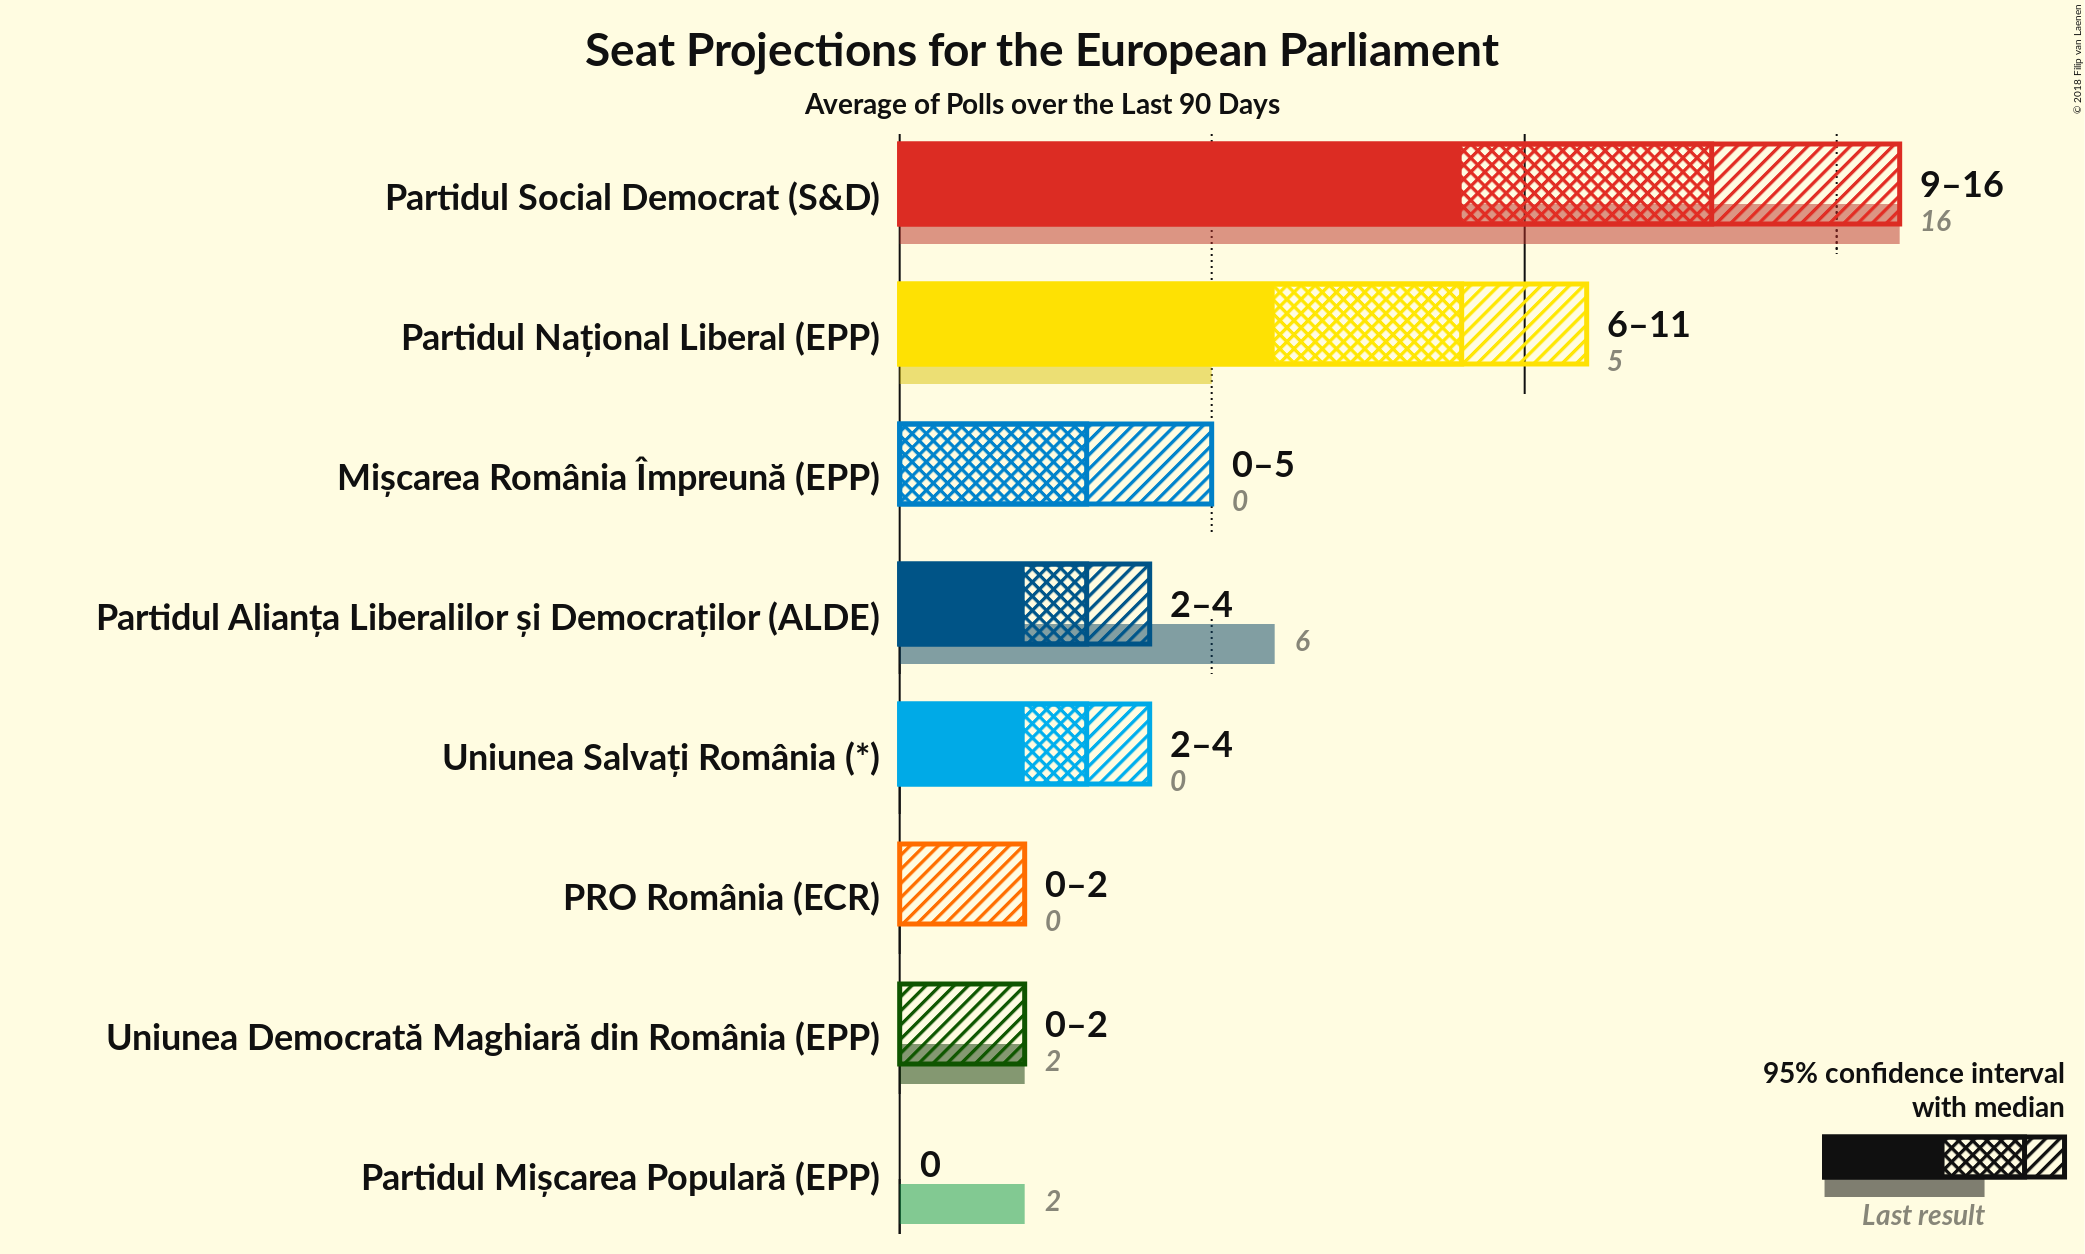 Seat Projections for the European Parliament
Average of Polls over the Last 90 Days
© 2018 Filip van Laenen
Partidul Social Democrat (S&D)
9–16
16
Partidul Național Liberal (EPP)
6–11
5
Mișcarea România Împreună (EPP)
0–5
0
Partidul Alianța Liberalilor și Democraților (ALDE)
2–4
6
Uniunea Salvați România (*)
2–4
0
PRO România (ECR)
0–2
0
Uniunea Democrată Maghiară din România (EPP)
0–2
2
Partidul Mișcarea Populară (EPP)
0
2
95% confidence interval
with median
Last result